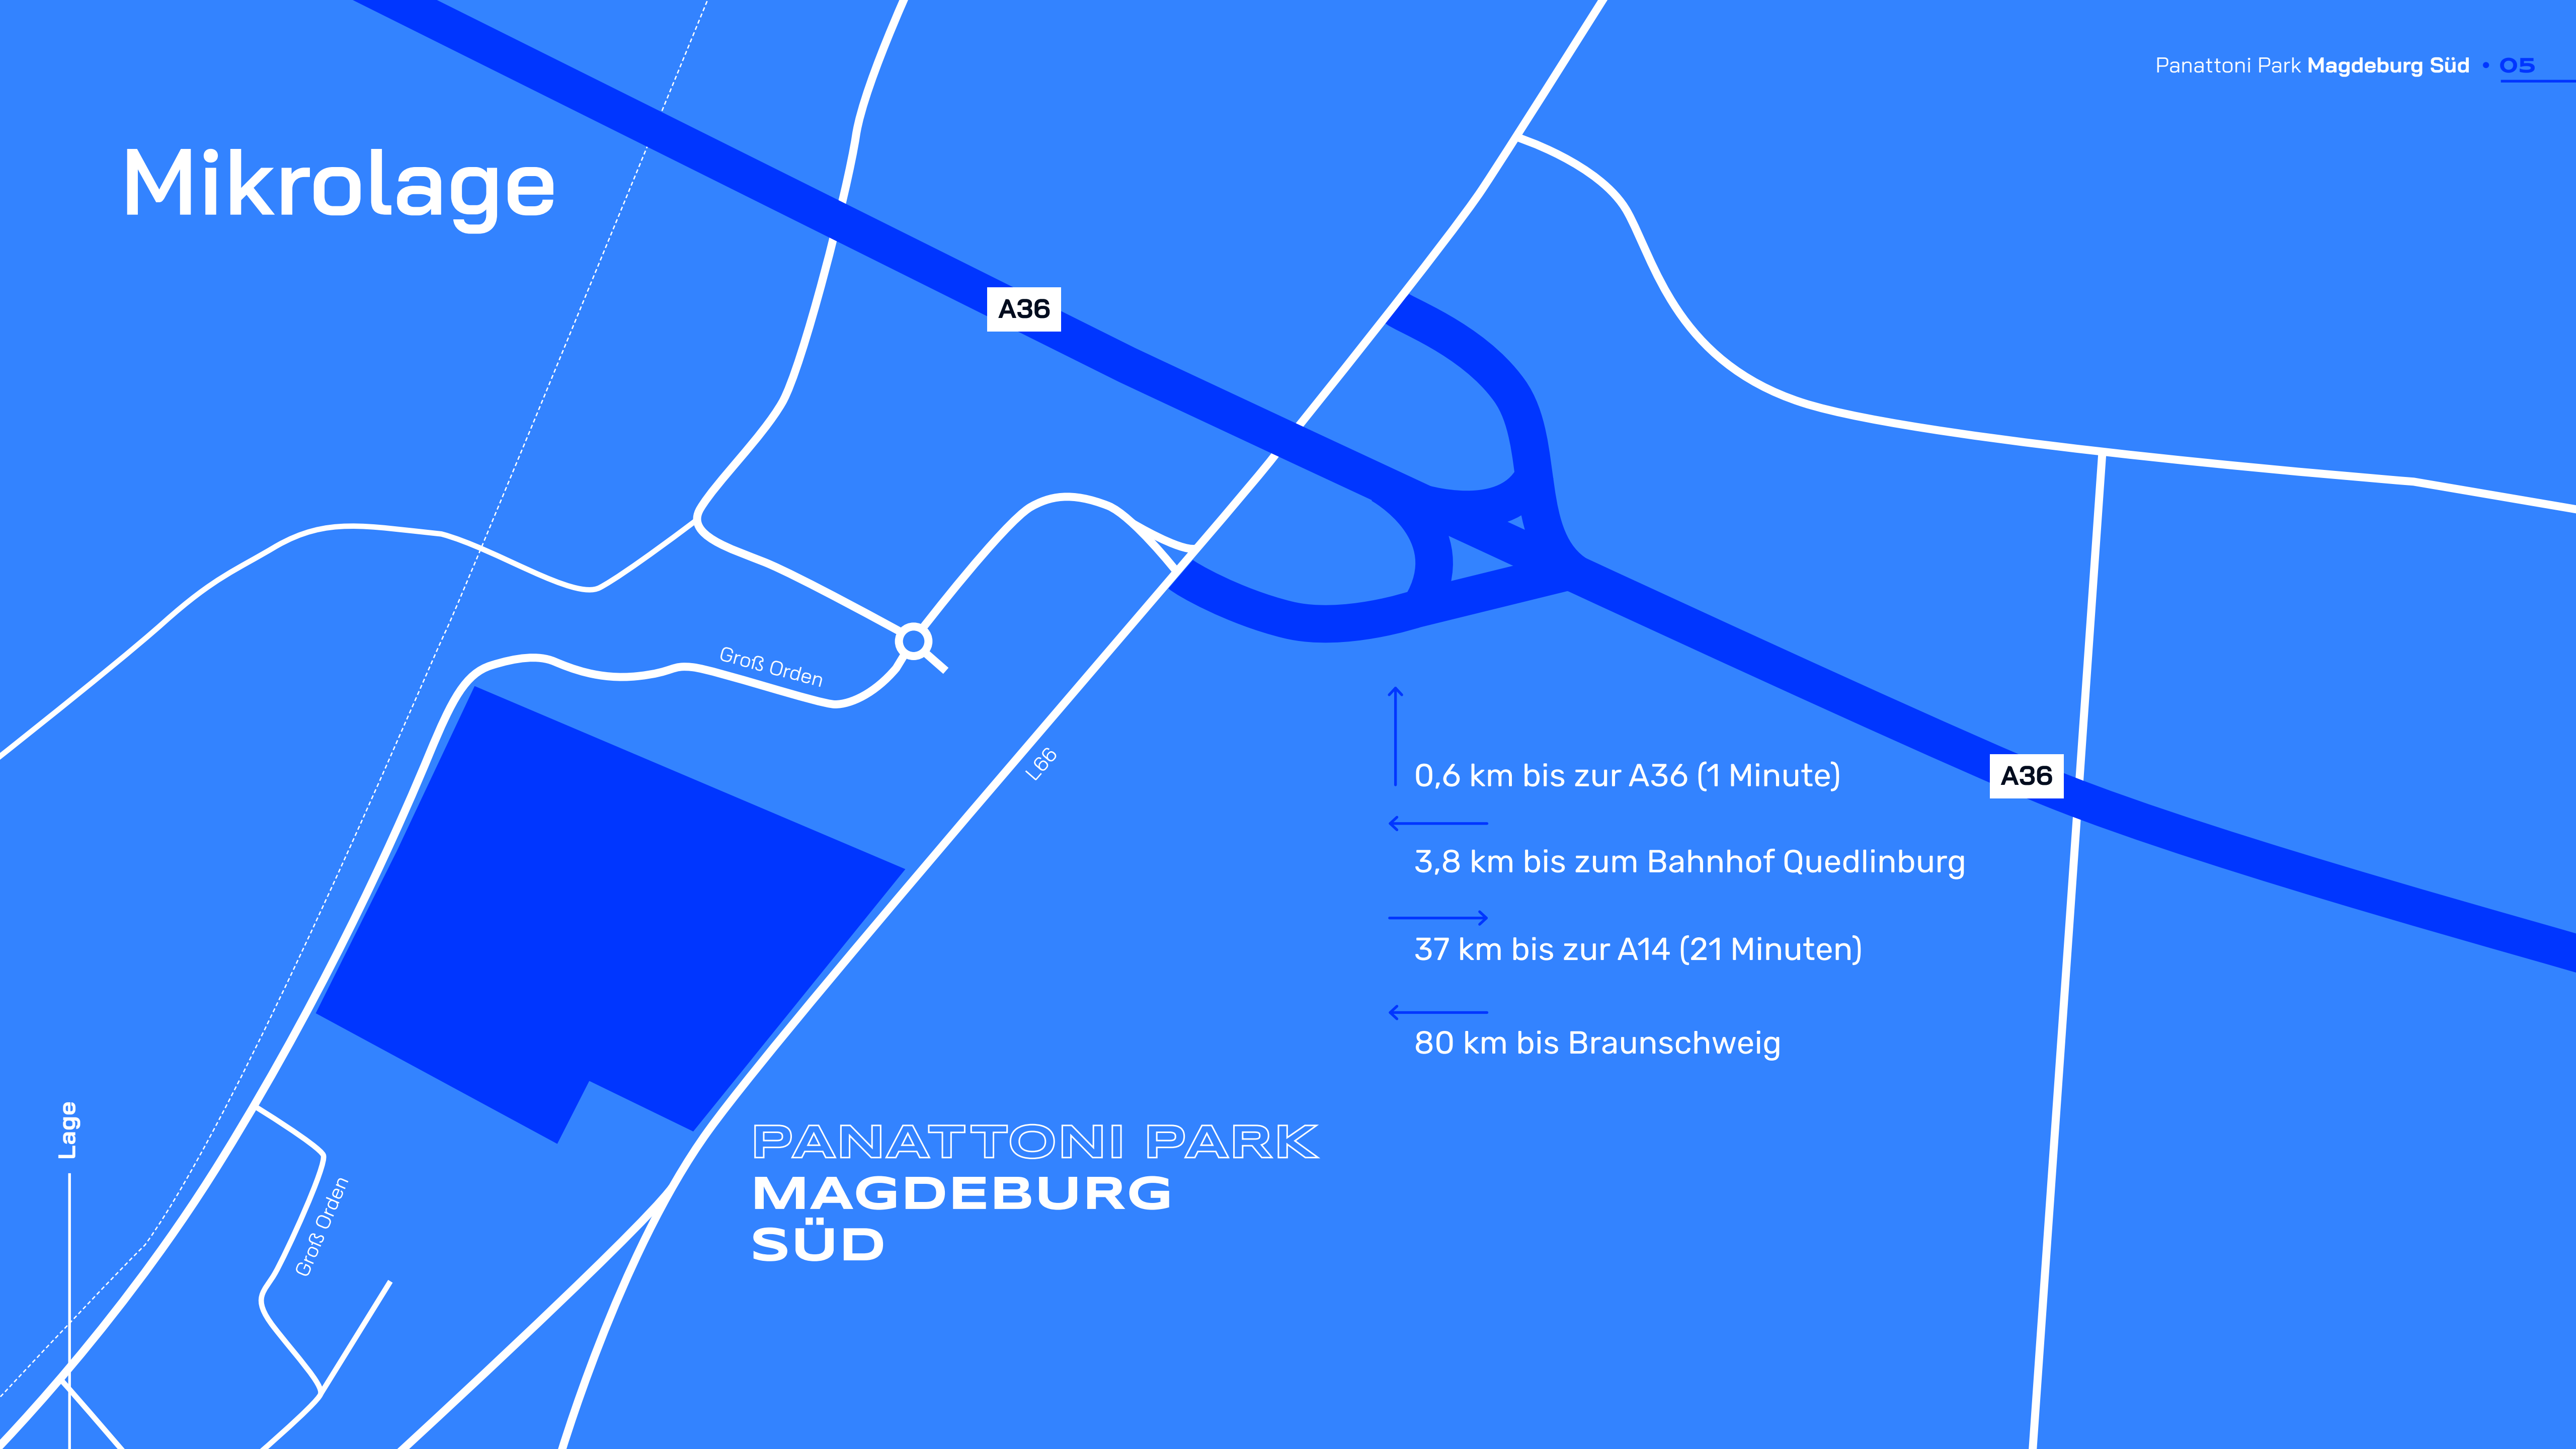 Panattoni Park Magdeburg Süd • 05
Mikrolage
A36
Groß Orden
L66
A36
0,6 km bis zur A36 (1 Minute)
3,8 km bis zum Bahnhof Quedlinburg
37 km bis zur A14 (21 Minuten)
80 km bis Braunschweig
Lage
Groß Orden
PANATTONI PARK
MAGDEBURG
SÜD